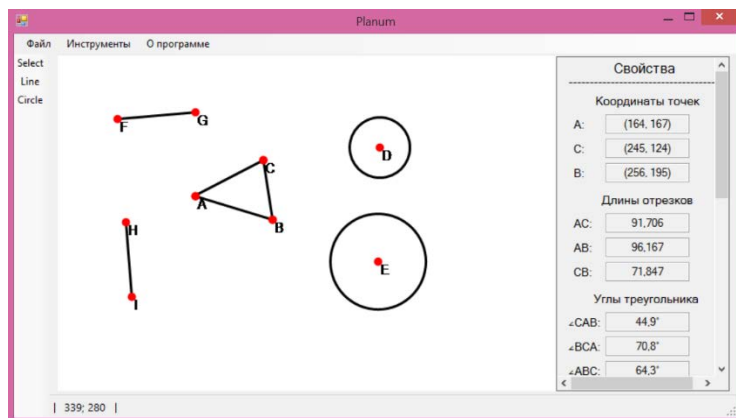 Planum
Файл Инструменты О программе
Select
Line
Circle
F
G
C
A
B
D
H
I
E
Свойства
Координаты точек
A: (164, 167)
C: (245, 124)
B: (256, 195)
Длины отрезков
AC: 91,706
AB: 96,167
CB: 71,847
Углы треугольника
∠CAB: 44,9°
∠BCA: 70,8°
∠ABC: 64,3°
| 339; 280 |